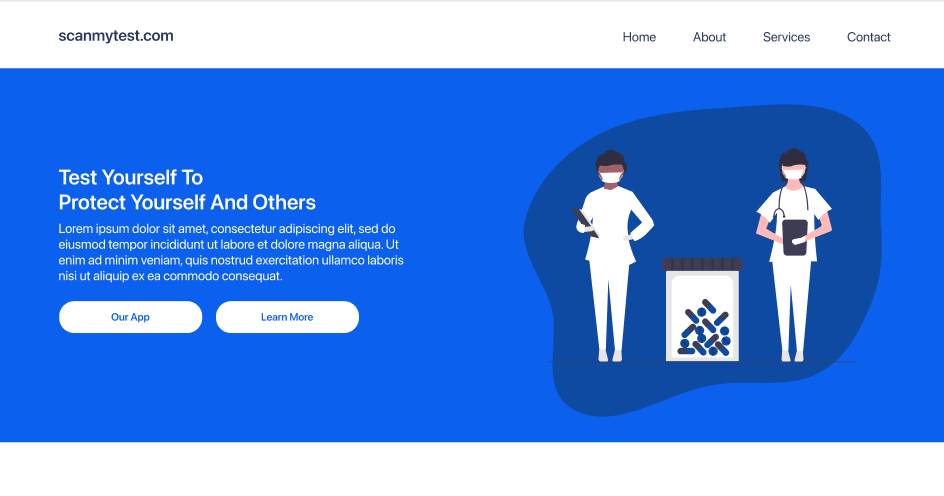 scanmytest.com
Home
About
Services
Contact
Test Yourself To
Protect Yourself And Others
Lorem ipsum dolor sit amet, consectetur adipiscing elit, sed do
eiusmod tempor incididunt ut labore et dolore magna aliqua. Ut
enim ad minim veniam, quis nostrud exercitation ullamco laboris
nisi ut aliquip ex ea commodo consequat.
Our App
Learn More